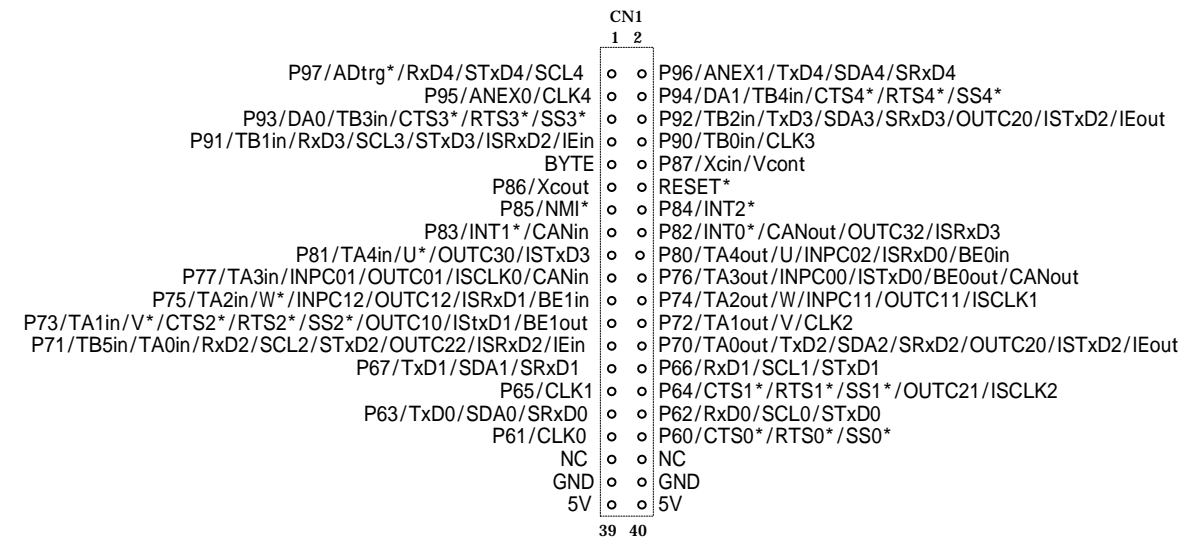 CN1
1 2
P97/ADtrg*/RxD4/STxD4/SCL4 P96/ANEX1/TxD4/SDA4/SRxD4
P95/ANEX0/CLK4 P94/DA1/TB4in/CTS4*/RTS4*/SS4*
P93/DA0/TB3in/CTS3*/RTS3*/SS3* P92/TB2in/TxD3/SDA3/SRxD3/OUTC20/ISTxD2/IEout
P91/TB1in/RxD3/SCL3/STxD3/ISRxD2/IEin P90/TB0in/CLK3
BYTE P87/Xcin/Vcont
P86/Xcout RESET*
P85/NMI* P84/INT2*
P83/INT1*/CANin P82/INT0*/CANout/OUTC32/ISRxD3
P81/TA4in/U*/OUTC30/ISTxD3 P80/TA4out/U/INPC02/ISRxD0/BE0in
P77/TA3in/INPC01/OUTC01/ISCLK0/CANin P76/TA3out/INPC00/ISTxD0/BE0out/CANout
P75/TA2in/W*/INPC12/OUTC12/ISRxD1/BE1in P74/TA2out/W/INPC11/OUTC11/ISCLK1
P73/TA1in/V*/CTS2*/RTS2*/SS2*/OUTC10/IStxD1/BE1out P72/TA1out/V/CLK2
P71/TB5in/TA0in/RxD2/SCL2/STxD2/OUTC22/ISRxD2/IEin P70/TA0out/TxD2/SDA2/SRxD2/OUTC20/ISTxD2/IEout
P67/TxD1/SDA1/SRxD1 P66/RxD1/SCL1/STxD1
P65/CLK1 P64/CTS1*/RTS1*/SS1*/OUTC21/ISCLK2
P63/TxD0/SDA0/SRxD0 P62/RxD0/SCL0/STxD0
P61/CLK0 P60/CTS0*/RTS0*/SS0*
NC NC
GND GND
5V 5V
39 40